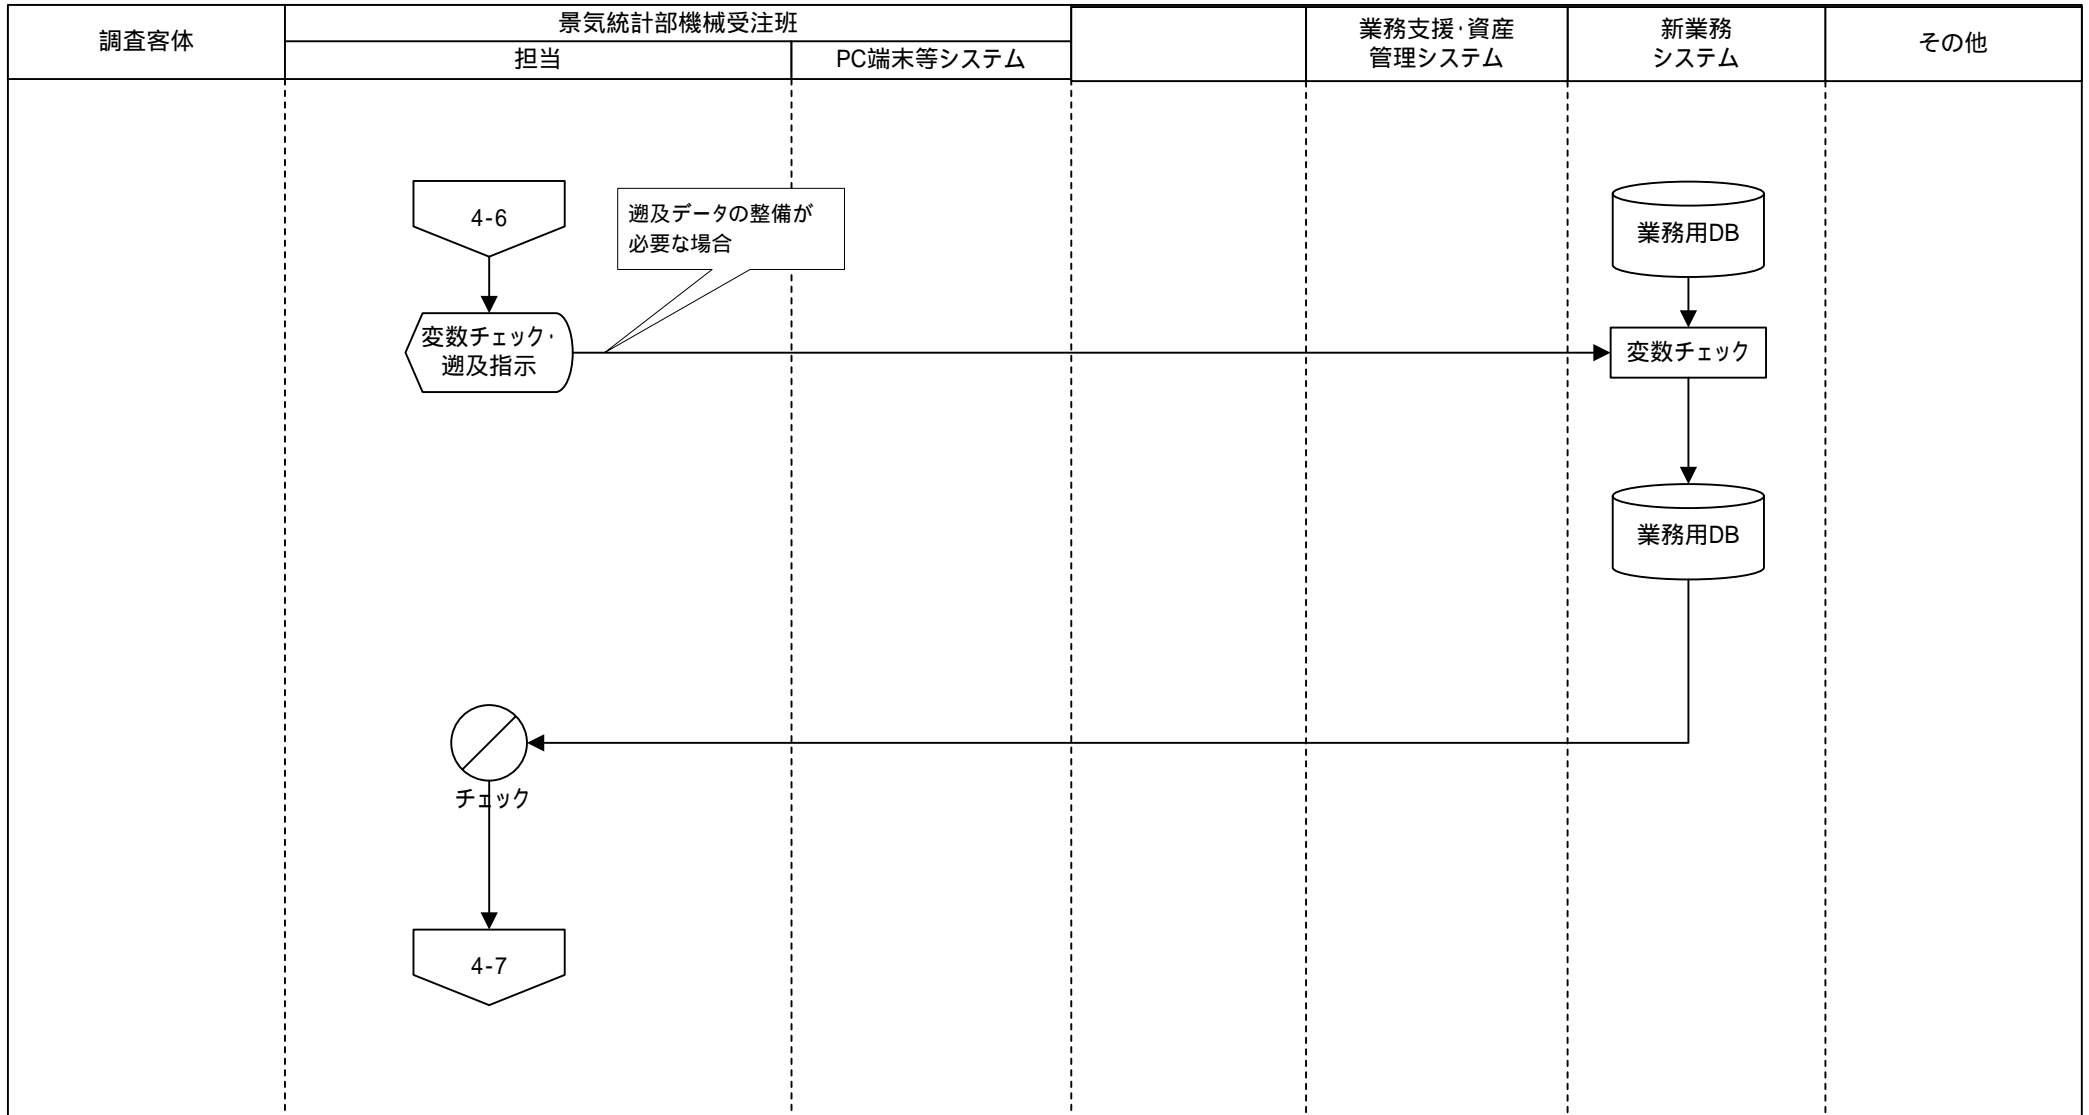 調査客体
景気統計部機械受注班
担当
PC端末等システム
業務支援・資産
管理システム
新業務
システム
その他
4-6
遡及データの整備が
必要な場合
業務用DB
変数チェック・
遡及指示
変数チェック
業務用DB
チェック
4-7